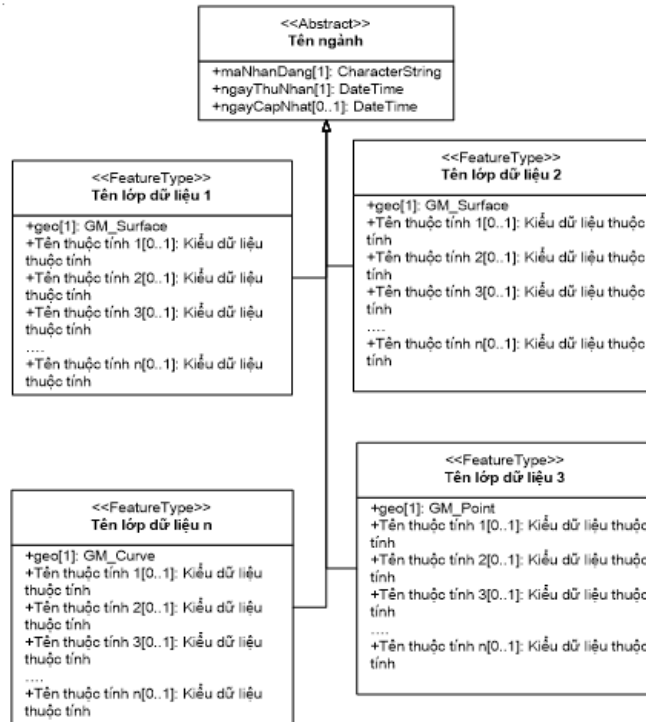 <<Abstract>>
Tên ngành
+maNhanDang[1]: CharacterString
+ngayThuNhan[1]: DateTime
+ngayCapNhat[0..1]: DateTime
<<FeatureType>>
Tên lớp dữ liệu 1
+geo[1]: GM_Surface
+Tên thuộc tính 1[0..1]: Kiểu dữ liệu
thuộc tính
+Tên thuộc tính 2[0..1]: Kiểu dữ liệu
thuộc tính
+Tên thuộc tính 3[0..1]: Kiểu dữ liệu
thuộc tính
....
+Tên thuộc tính n[0..1]: Kiểu dữ liệu
thuộc tính
<<FeatureType>>
Tên lớp dữ liệu 2
+geo[1]: GM_Surface
+Tên thuộc tính 1[0..1]: Kiểu dữ liệu thuộc
tính
+Tên thuộc tính 2[0..1]: Kiểu dữ liệu thuộc
tính
+Tên thuộc tính 3[0..1]: Kiểu dữ liệu thuộc
tính
....
+Tên thuộc tính n[0..1]: Kiểu dữ liệu thuộc
tính
<<FeatureType>>
Tên lớp dữ liệu n
+geo[1]: GM_Curve
+Tên thuộc tính 1[0..1]: Kiểu dữ liệu
thuộc tính
+Tên thuộc tính 2[0..1]: Kiểu dữ liệu
thuộc tính
+Tên thuộc tính 3[0..1]: Kiểu dữ liệu
thuộc tính
....
+Tên thuộc tính n[0..1]: Kiểu dữ liệu
thuộc tính
<<FeatureType>>
Tên lớp dữ liệu 3
+geo[1]: GM_Point
+Tên thuộc tính 1[0..1]: Kiểu dữ liệu thuộc
tính
+Tên thuộc tính 2[0..1]: Kiểu dữ liệu thuộc
tính
+Tên thuộc tính 3[0..1]: Kiểu dữ liệu thuộc
tính
....
+Tên thuộc tính n[0..1]: Kiểu dữ liệu thuộc
tính